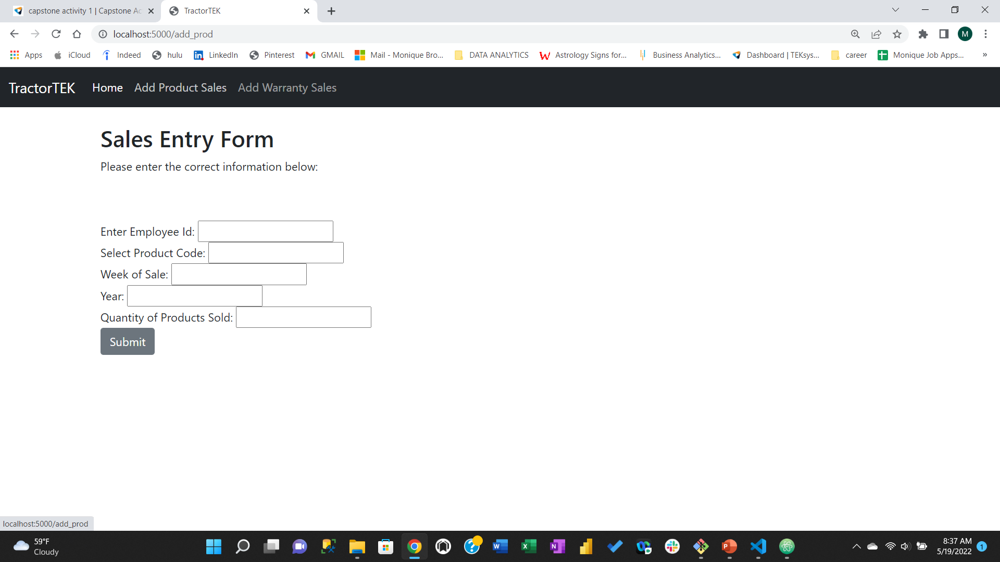 capstone activity 1 | Capstone Ac
TractorTEK
localhost:5000/add_prod
M
Apps
iCloud
Indeed
hulu
LinkedIn
Pinterest
GMAIL
Mail - Monique Bro...
DATA ANALYTICS
Astrology Signs for...
Business Analytics...
Dashboard | TEKsys...
career
Monique Job Apps...
»
TractorTEK Home Add Product Sales Add Warranty Sales
Sales Entry Form
Please enter the correct information below:
Enter Employee Id:
Select Product Code:
Week of Sale:
Year:
Quantity of Products Sold:
Submit
localhost:5000/add_prod
59°F
Cloudy
8:37 AM
5/19/2022
1